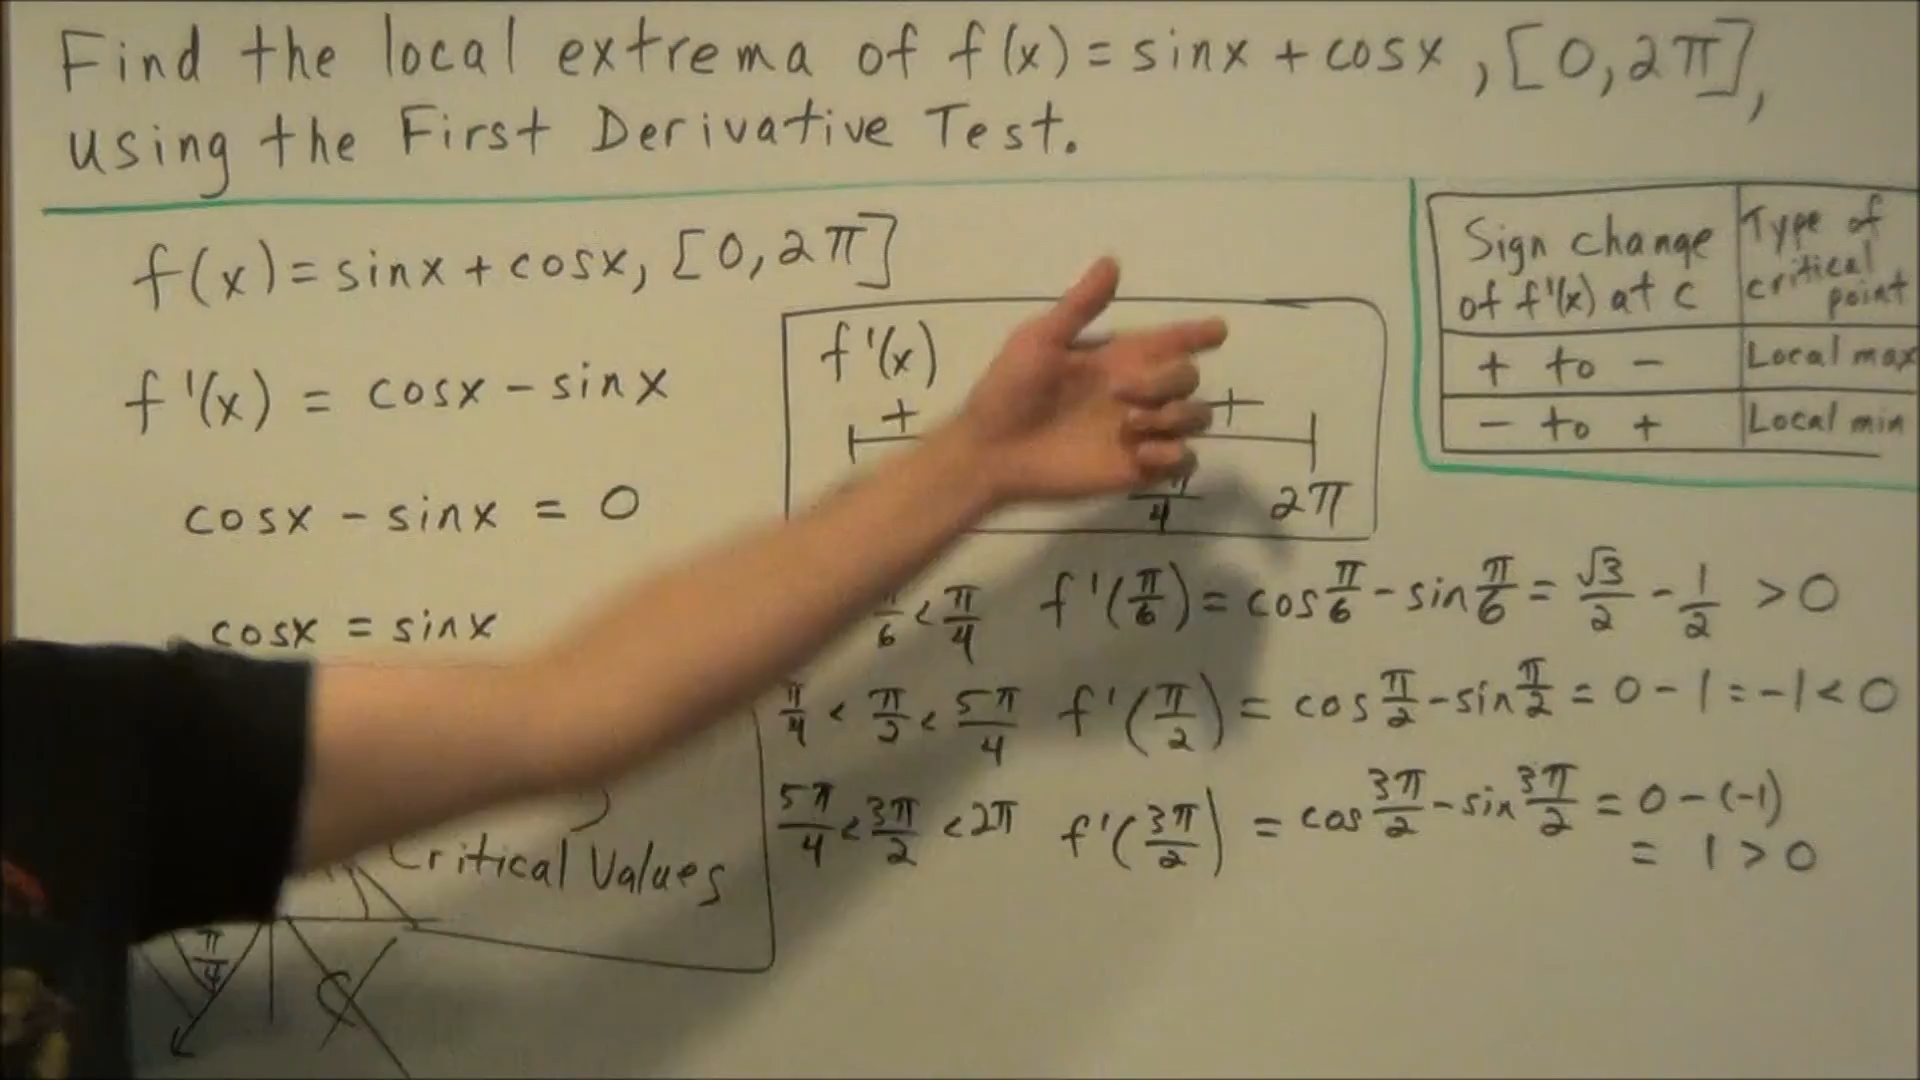 Find the local extrema of f(x) = sinx + cosx , [0, 2π],
using the First Derivative Test.
f(x) = sinx + cosx, [0, 2π]
f'(x) = cosx - sinx
cosx - sinx = 0
cosx = sinx
Critical Values
π/4
f'(x)
+ +
4 2π
Sign change of f'(x) at c | Type of critical point
+ to - | Local max
- to + | Local min
6 < π/4 f'(π/6) = cos π/6 - sin π/6 = √3/2 - 1/2 > 0
π/4 < π/2 < 5π/4 f'(π/2) = cos π/2 - sin π/2 = 0 - 1 = -1 < 0
5π/4 < 3π/2 < 2π f'(3π/2) = cos 3π/2 - sin 3π/2 = 0 - (-1)
= 1 > 0